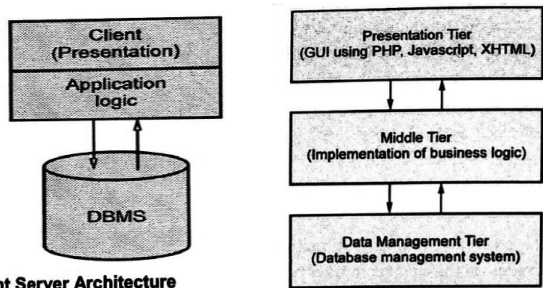 Client
(Presentation)
Application
logic
DBMS
nt Server Architecture
Presentation Tier
(GUI using PHP, Javascript, XHTML)
Middle Tier
(Implementation of business logic)
Data Management Tier
(Database management system)